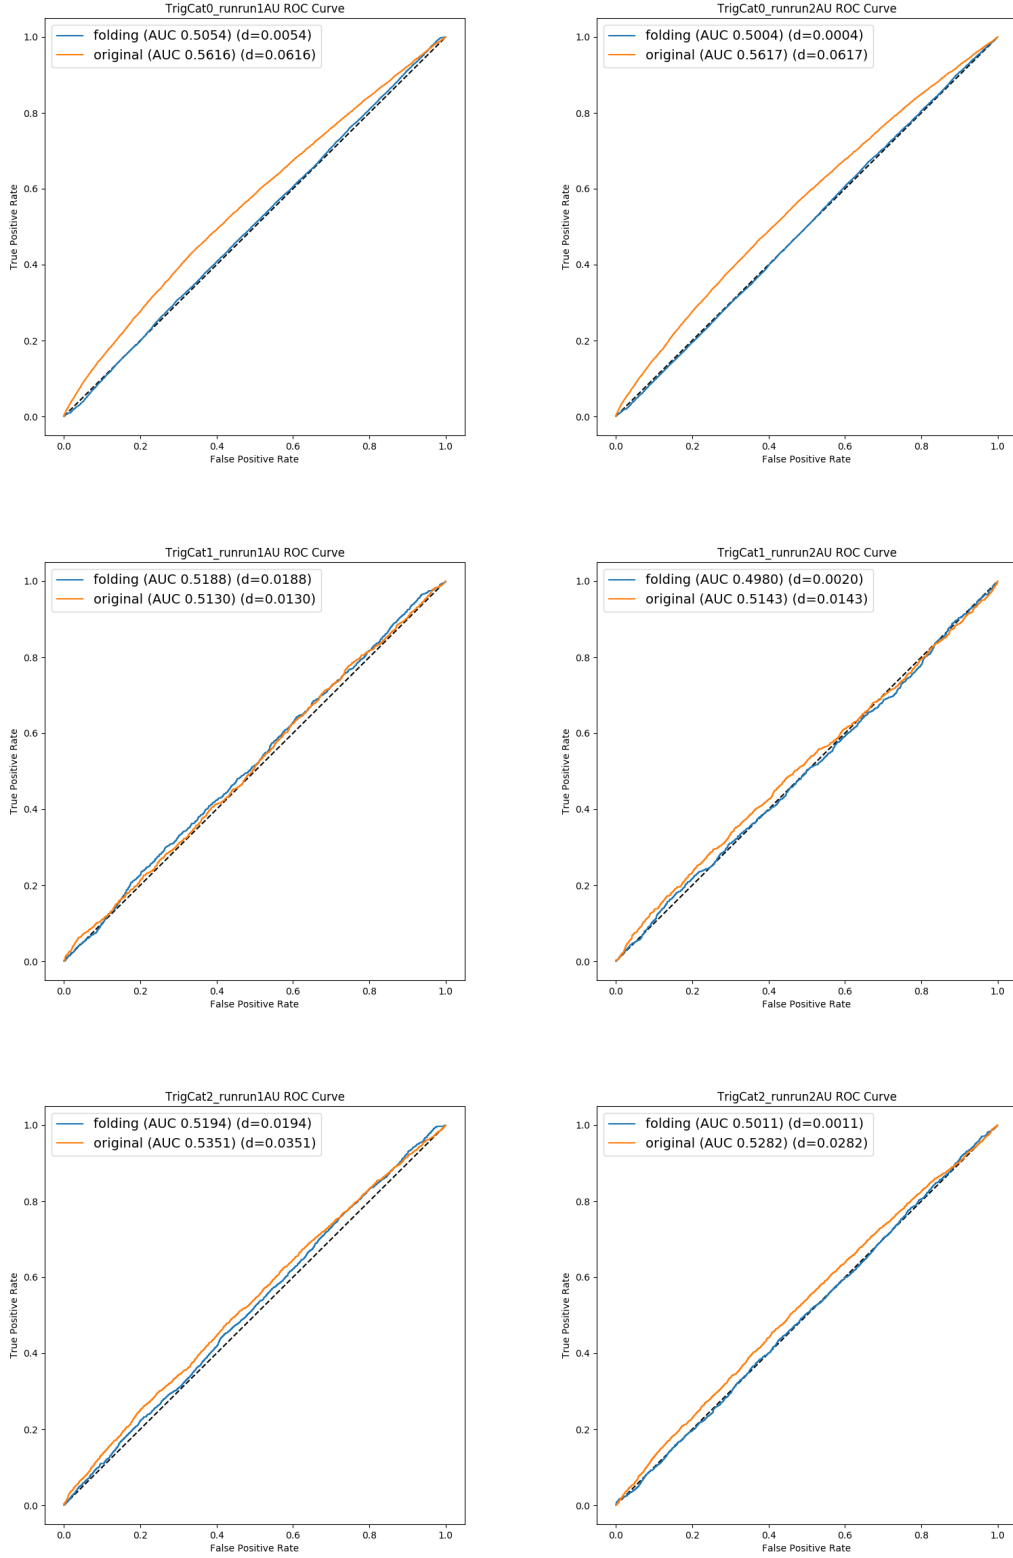 TrigCat0_runrun1AU ROC Curve
folding (AUC 0.5054) (d=0.0054)
original (AUC 0.5616) (d=0.0616)
True Positive Rate
1.0
0.8
0.6
0.4
0.2
0.0
0.0 0.2 0.4 0.6 0.8 1.0
False Positive Rate
TrigCat0_runrun2AU ROC Curve
folding (AUC 0.5004) (d=0.0004)
original (AUC 0.5617) (d=0.0617)
True Positive Rate
1.0
0.8
0.6
0.4
0.2
0.0
0.0 0.2 0.4 0.6 0.8 1.0
False Positive Rate
TrigCat1_runrun1AU ROC Curve
folding (AUC 0.5188) (d=0.0188)
original (AUC 0.5130) (d=0.0130)
True Positive Rate
1.0
0.8
0.6
0.4
0.2
0.0
0.0 0.2 0.4 0.6 0.8 1.0
False Positive Rate
TrigCat1_runrun2AU ROC Curve
folding (AUC 0.4980) (d=0.0020)
original (AUC 0.5143) (d=0.0143)
True Positive Rate
1.0
0.8
0.6
0.4
0.2
0.0
0.0 0.2 0.4 0.6 0.8 1.0
False Positive Rate
TrigCat2_runrun1AU ROC Curve
folding (AUC 0.5194) (d=0.0194)
original (AUC 0.5351) (d=0.0351)
True Positive Rate
1.0
0.8
0.6
0.4
0.2
0.0
0.0 0.2 0.4 0.6 0.8 1.0
False Positive Rate
TrigCat2_runrun2AU ROC Curve
folding (AUC 0.5011) (d=0.0011)
original (AUC 0.5282) (d=0.0282)
True Positive Rate
1.0
0.8
0.6
0.4
0.2
0.0
0.0 0.2 0.4 0.6 0.8 1.0
False Positive Rate